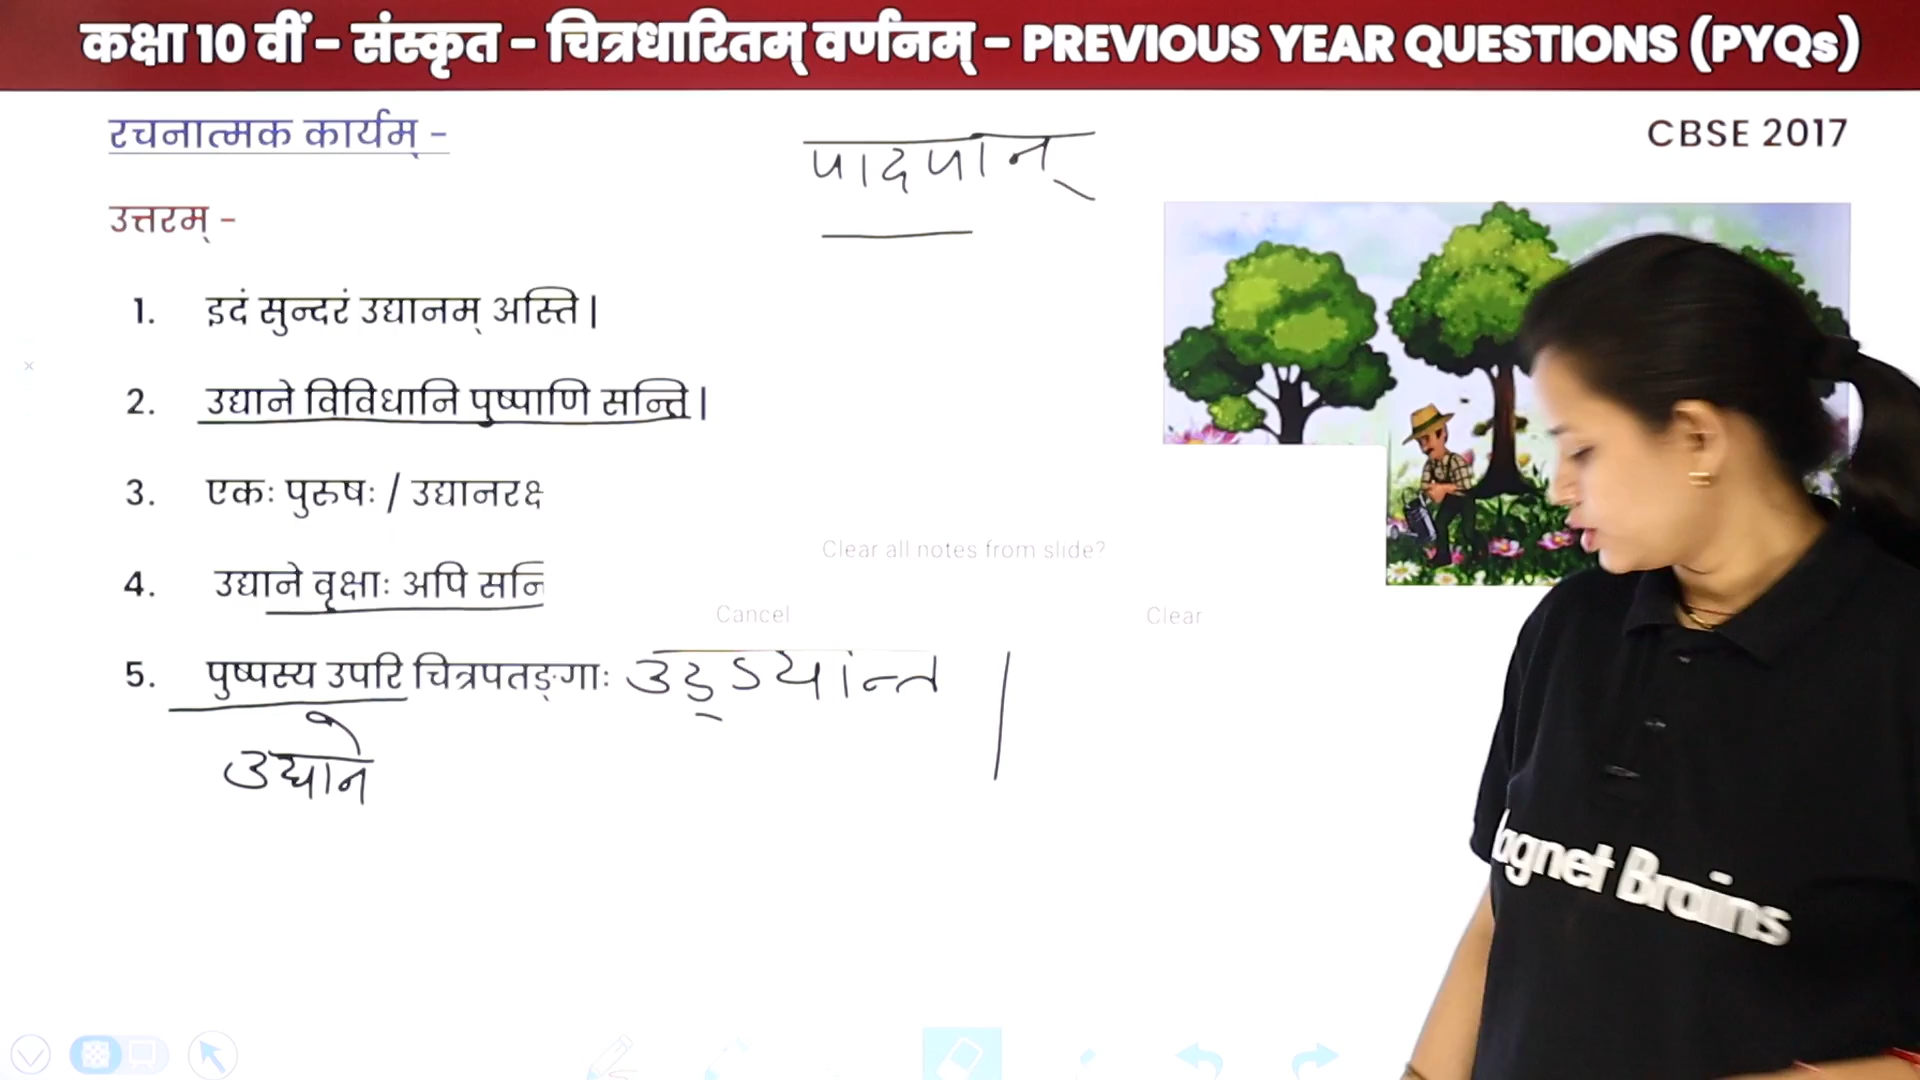 कक्षा 10 वीं – संस्कृत – चित्रधारितम् वर्णनम् – PREVIOUS YEAR QUESTIONS (PYQs)
रचनात्मक कार्यम् –
CBSE 2017
पादपान्
उत्तरम् –
1. इदं सुन्दरं उद्यानम् अस्ति |
2. उद्याने विविधानि पुष्पाणि सन्ति |
3. एकः पुरुषः / उद्यानरक्ष
Clear all notes from slide?
4. उद्याने वृक्षाः अपि सन्ि
Cancel Clear
5. पुष्पस्य उपरि चित्रपतङ्गाः |
उद्याने
agnet Brains